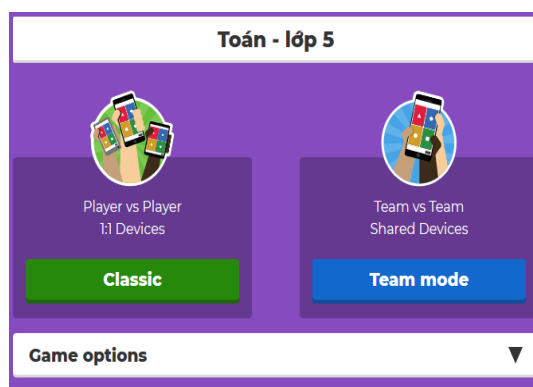 Toán - lớp 5
Player vs Player
1:1 Devices
Classic
Team vs Team
Shared Devices
Team mode
Game options